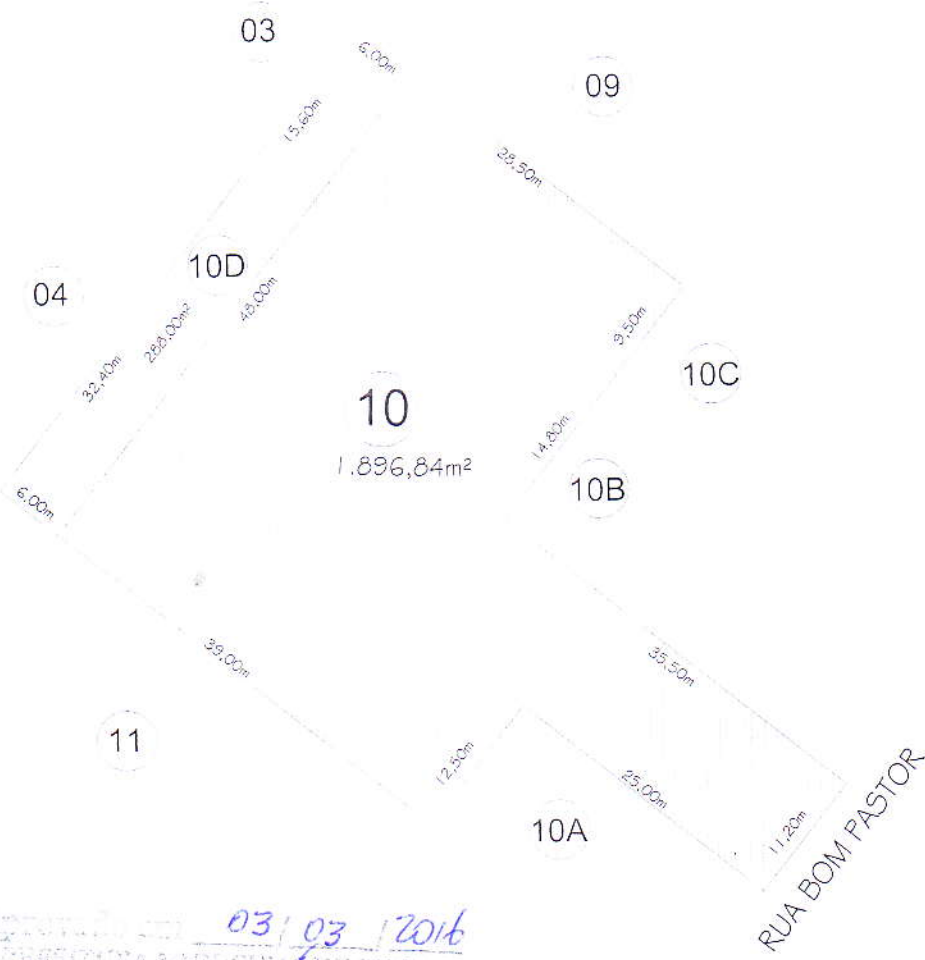 03
6,00m
09
15,60m
28,50m
10D
04
48,00m
288,00m²
9,50m
32,40m
10C
10
14,80m
1.896,84m²
10B
6,00m
39,00m
35,50m
11
12,50m
25,00m
10A
11,20m
RUA BOM PASTOR
03/03/2016